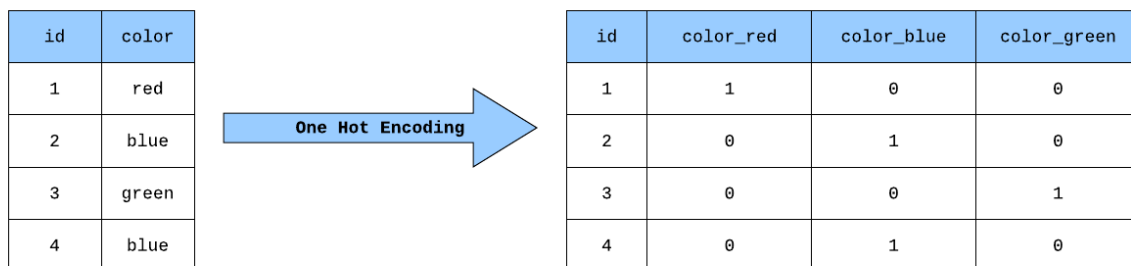 id color
1 red
2 blue
3 green
4 blue
One Hot Encoding
id color_red color_blue color_green
1 1 0 0
2 0 1 0
3 0 0 1
4 0 1 0